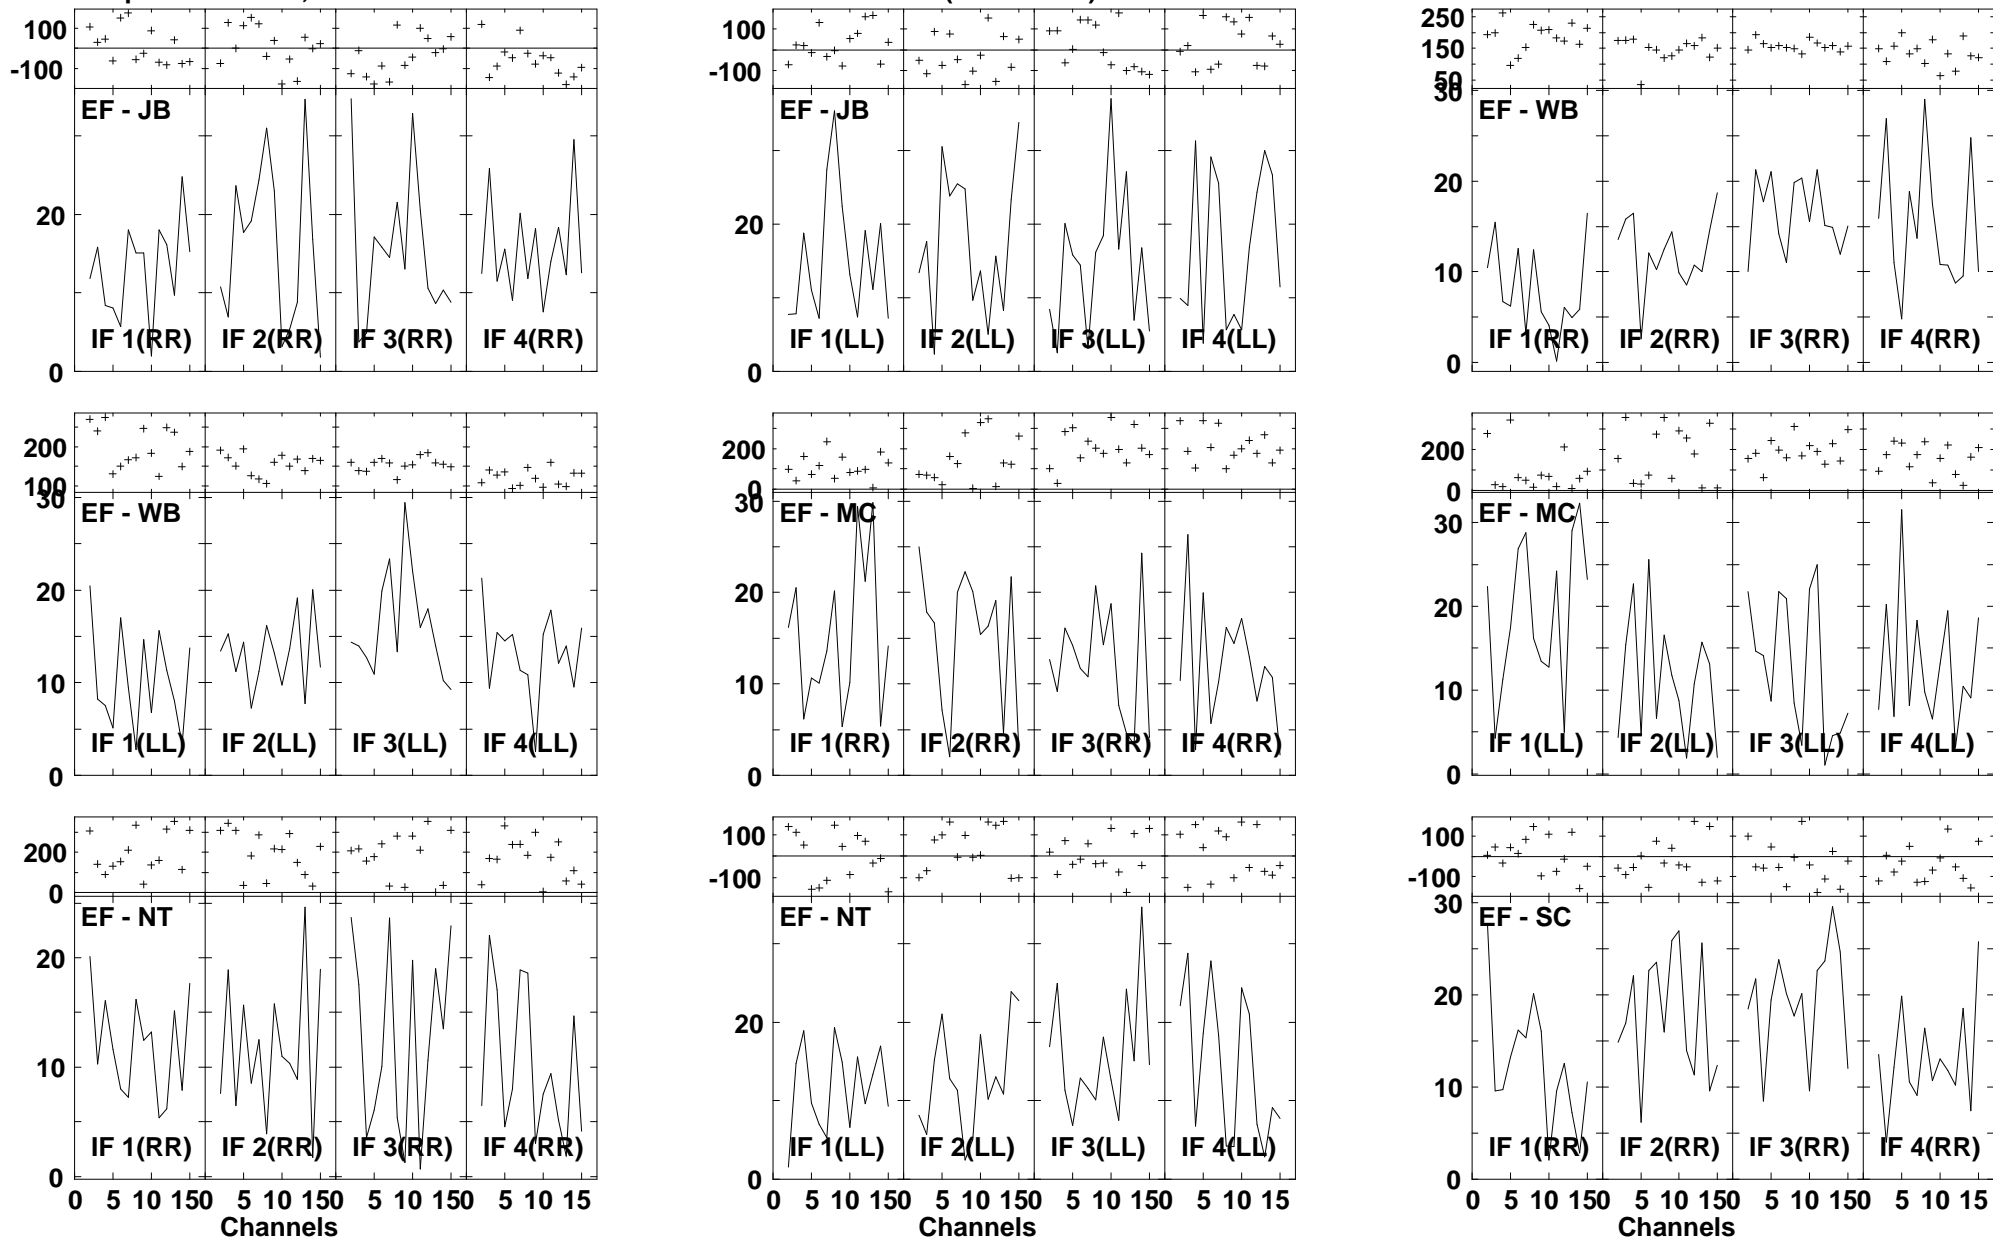 100 100 250
-100 -100 150
50
EF - JB EF - JB 30 EF - WB
20 20 20
10
IF 1(RR) IF 2(RR) IF 3(RR) IF 4(RR) IF 1(LL) IF 2(LL) IF 3(LL) IF 4(LL) IF 1(RR) IF 2(RR) IF 3(RR) IF 4(RR)
0 0 0
200 200 200
100 0 0
30 EF - WB 30 EF - MC 30 EF - MC
20 20 20
10 10 10
IF 1(LL) IF 2(LL) IF 3(LL) IF 4(LL) IF 1(RR) IF 2(RR) IF 3(RR) IF 4(RR) IF 1(LL) IF 2(LL) IF 3(LL) IF 4(LL)
0 0 0
200 100 100
0 -100 -100
EF - NT EF - NT 30 EF - SC
20 20 20
10 10
IF 1(RR) IF 2(RR) IF 3(RR) IF 4(RR) IF 1(LL) IF 2(LL) IF 3(LL) IF 4(LL) IF 1(RR) IF 2(RR) IF 3(RR) IF 4(RR)
0 0 0
0 5 10 150 5 10 150 5 10 150 5 10 15 0 5 10 150 5 10 150 5 10 150 5 10 15 0 5 10 150 5 10 150 5 10 150 5 10 15
Channels Channels Channels